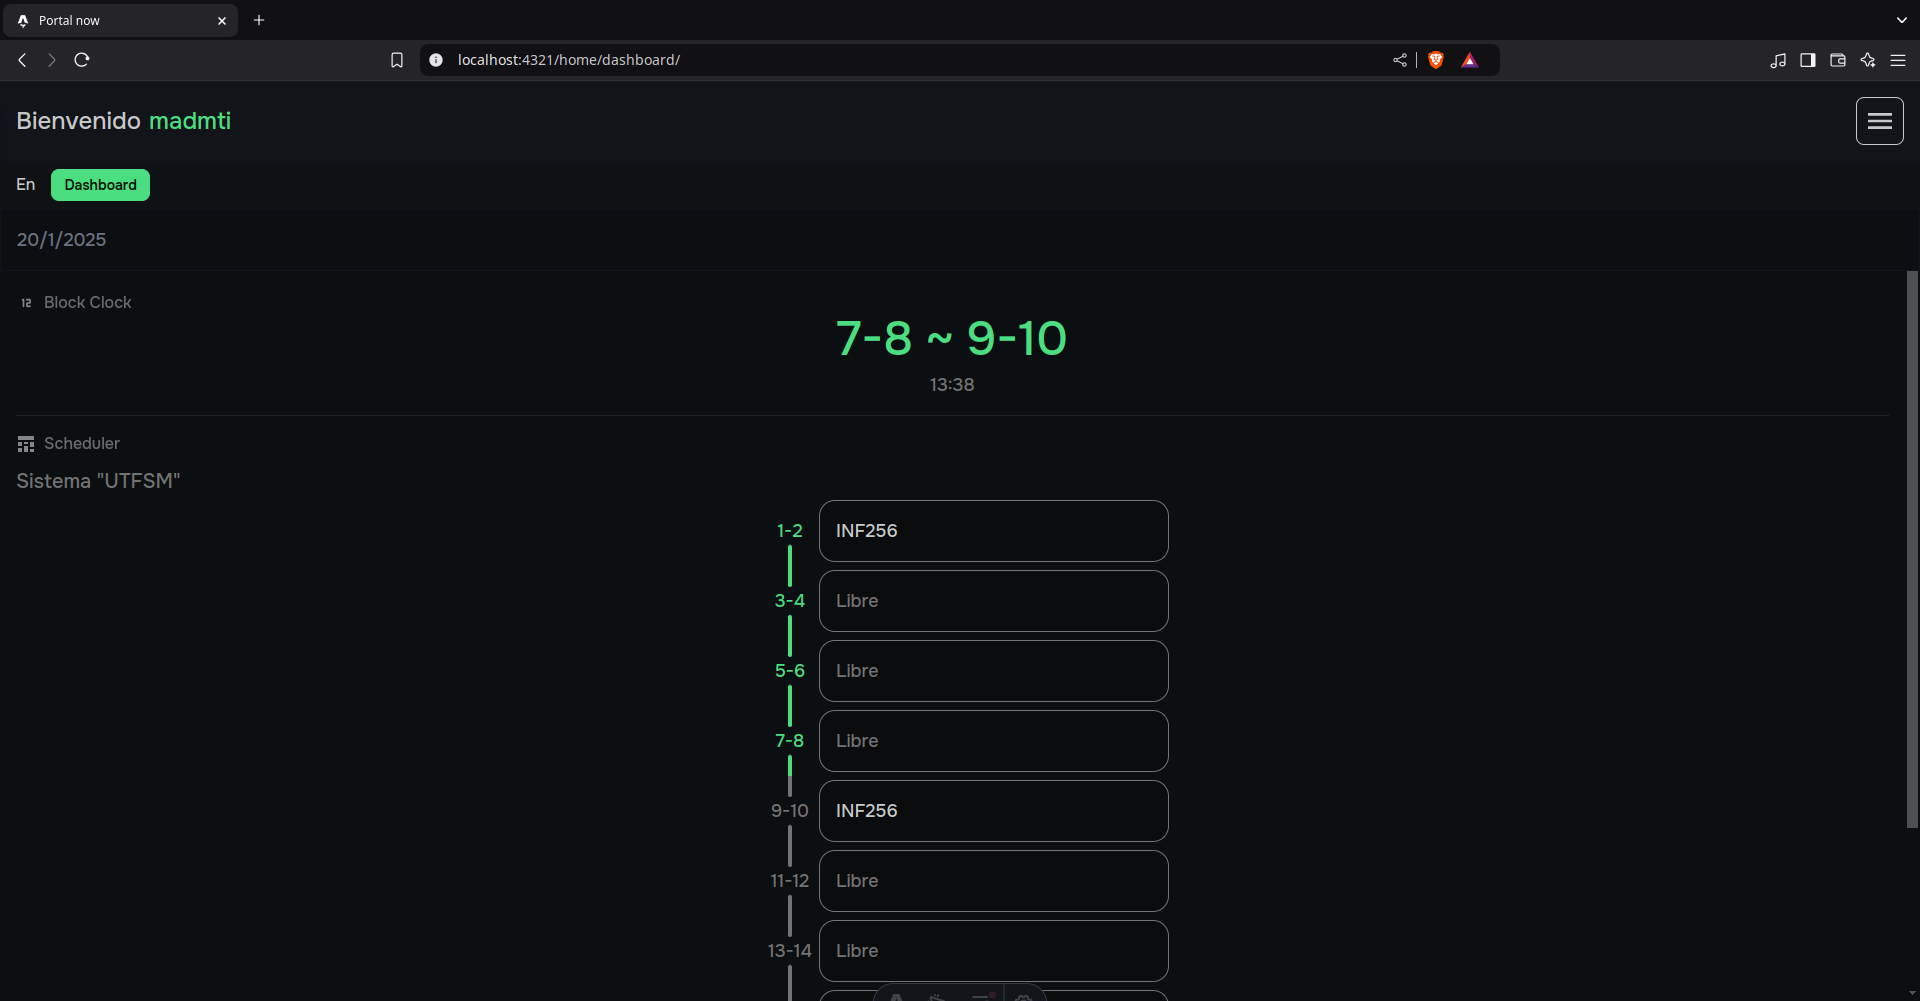 Portal now
localhost:4321/home/dashboard/
Bienvenido madmti
En Dashboard
20/1/2025
12 Block Clock
7-8 ~ 9-10
13:38
Scheduler
Sistema "UTFSM"
1-2 INF256
3-4 Libre
5-6 Libre
7-8 Libre
9-10 INF256
11-12 Libre
13-14 Libre